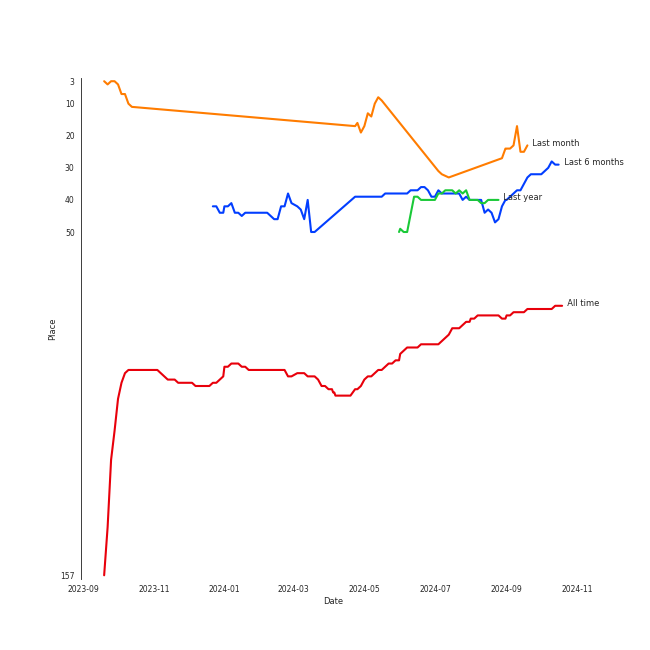 3
10
20
30
40
50
157
Place
Last month
Last 6 months
Last year
All time
2023-09 2023-11 2024-01 2024-03 2024-05 2024-07 2024-09 2024-11
Date